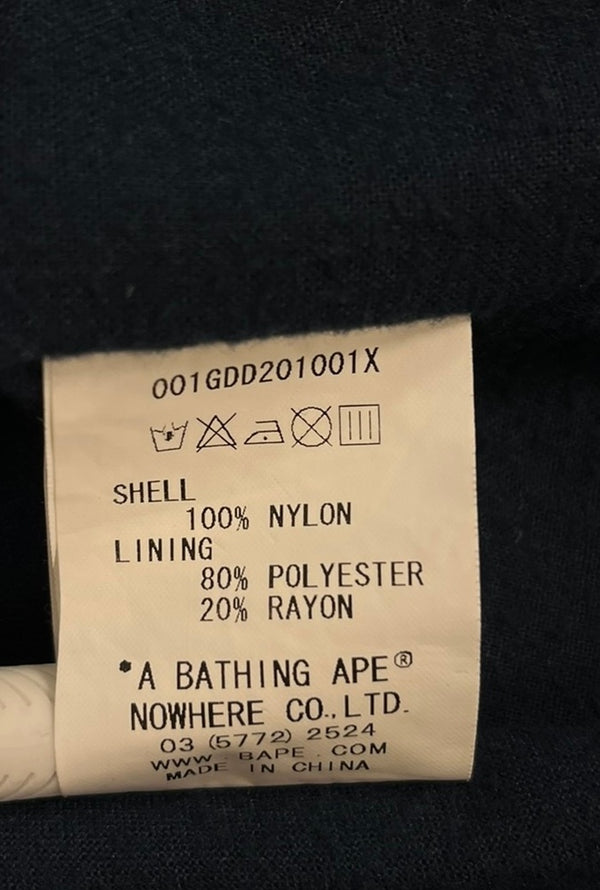 001GDD201001X
SHELL
100% NYLON
LINING
80% POLYESTER
20% RAYON
*A BATHING APE®
NOWHERE CO.,LTD.
03 (5772) 2524
WWW.BAPE.COM
MADE IN CHINA